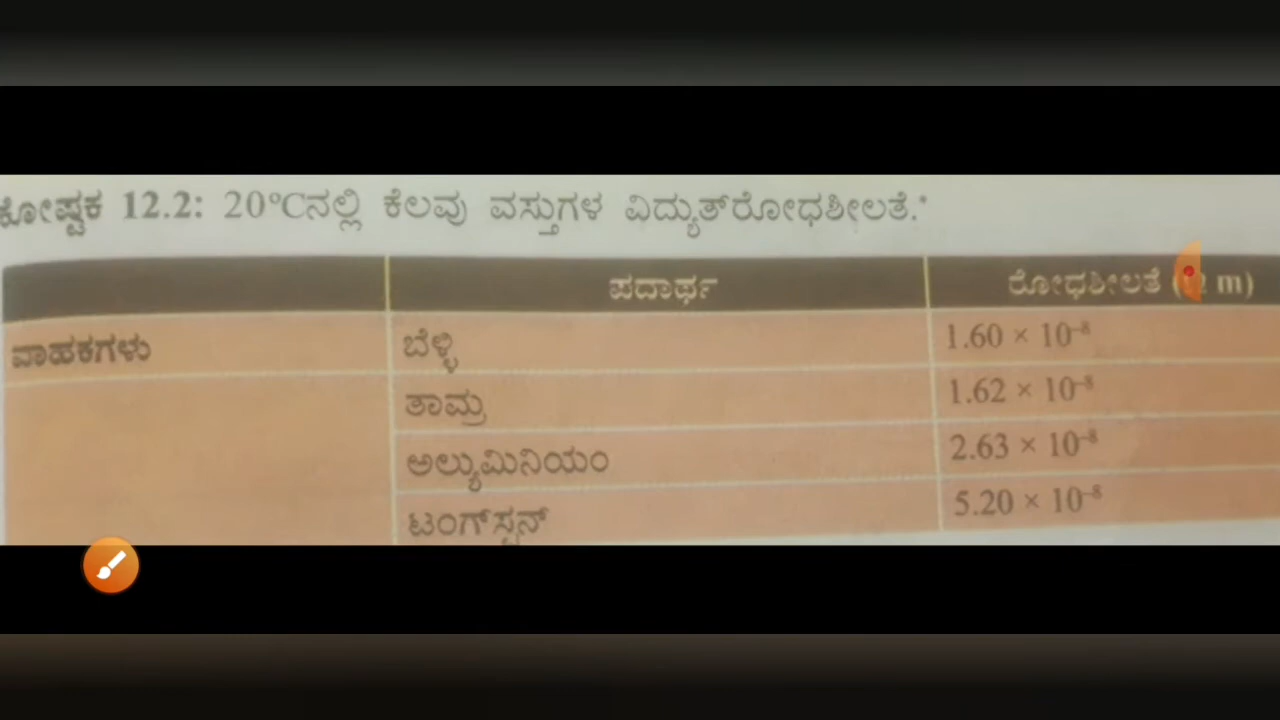 ಕೋಷ್ಟಕ 12.2: 20°Cನಲ್ಲಿ ಕೆಲವು ವಸ್ತುಗಳ ವಿದ್ಯುತ್‌ರೋಧಶೀಲತೆ.*
ಪದಾರ್ಥ ರೋಧಶೀಲತೆ (Ω m)
ವಾಹಕಗಳು ಬೆಳ್ಳಿ 1.60 × 10⁻⁸
ತಾಮ್ರ 1.62 × 10⁻⁸
ಅಲ್ಯುಮಿನಿಯಂ 2.63 × 10⁻⁸
ಟಂಗ್‌ಸ್ಟನ್ 5.20 × 10⁻⁸